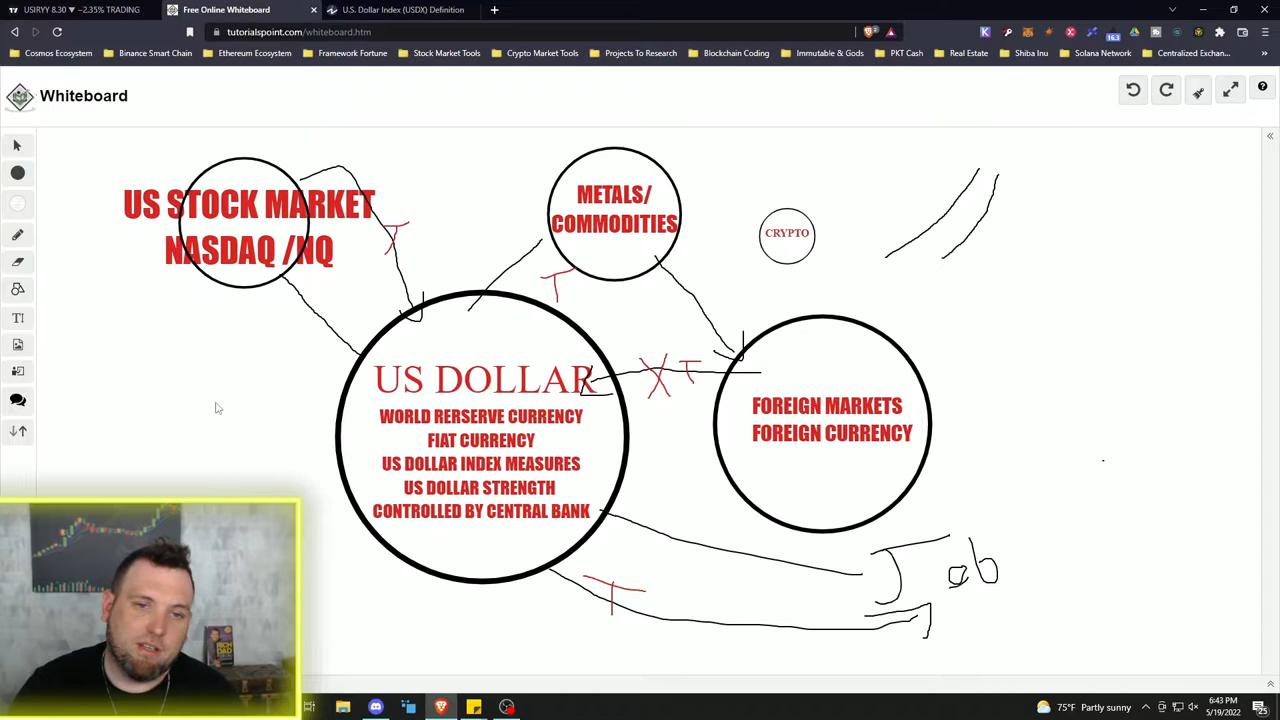 USIRYY 8.30 ▼ −2.35% TRADING
Free Online Whiteboard
U.S. Dollar Index (USDX) Definition
tutorialspoint.com/whiteboard.htm
Cosmos Ecosystem
Binance Smart Chain
Ethereum Ecosystem
Framework Fortune
Stock Market Tools
Crypto Market Tools
Projects To Research
Blockchain Coding
Immutable & Gods
PKT Cash
Real Estate
Shiba Inu
Solana Network
Centralized Exchan...
Whiteboard
US STOCK MARKET
NASDAQ /NQ
METALS/
COMMODITIES
CRYPTO
T
T
T
X T
US DOLLAR
WORLD RERSERVE CURRENCY
FIAT CURRENCY
US DOLLAR INDEX MEASURES
US DOLLAR STRENGTH
CONTROLLED BY CENTRAL BANK
FOREIGN MARKETS
FOREIGN CURRENCY
Job
RICH
DAD
75°F Partly sunny
6:43 PM
5/19/2022